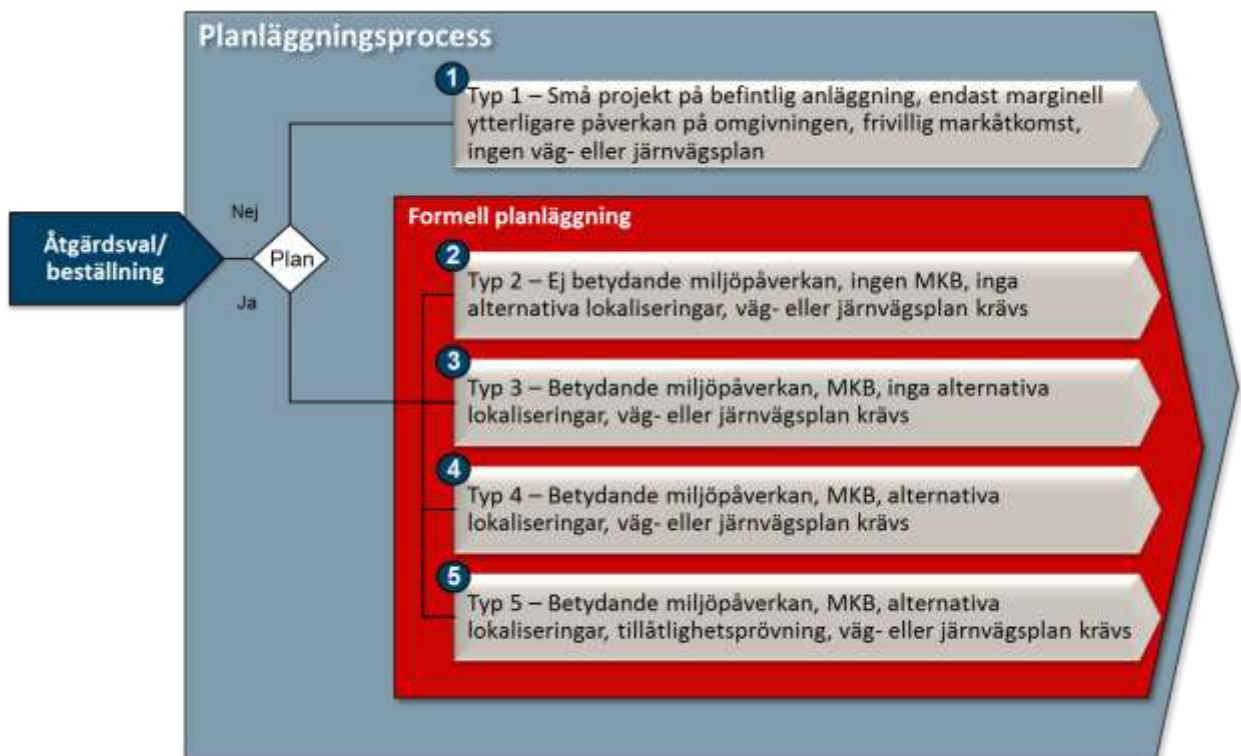 Planläggningsprocess
1
Typ 1 – Små projekt på befintlig anläggning, endast marginell
ytterligare påverkan på omgivningen, frivillig markåtkomst,
ingen väg- eller järnvägsplan
Nej
Åtgärdsval/
beställning
Plan
Ja
Formell planläggning
2
Typ 2 – Ej betydande miljöpåverkan, ingen MKB, inga
alternativa lokaliseringar, väg- eller järnvägsplan krävs
3
Typ 3 – Betydande miljöpåverkan, MKB, inga alternativa
lokaliseringar, väg- eller järnvägsplan krävs
4
Typ 4 – Betydande miljöpåverkan, MKB, alternativa
lokaliseringar, väg- eller järnvägsplan krävs
5
Typ 5 – Betydande miljöpåverkan, MKB, alternativa
lokaliseringar, tillåtlighetsprövning, väg- eller järnvägsplan krävs